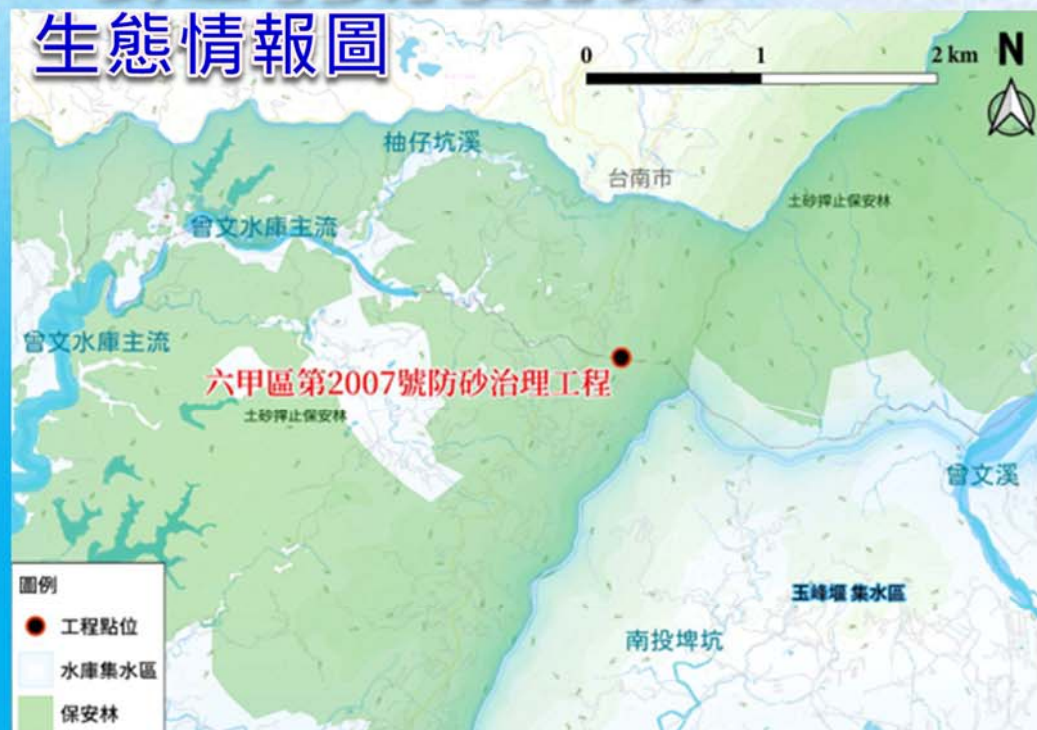 生態情報圖
0 1 2 km N
柚仔坑溪
台南市
土砂捍止保安林
曾文水庫主流
曾文水庫主流
六甲區第2007號防砂治理工程
土砂捍止保安林
曾文溪
玉峰堰 集水區
南投埤坑
圖例
工程點位
水庫集水區
保安林